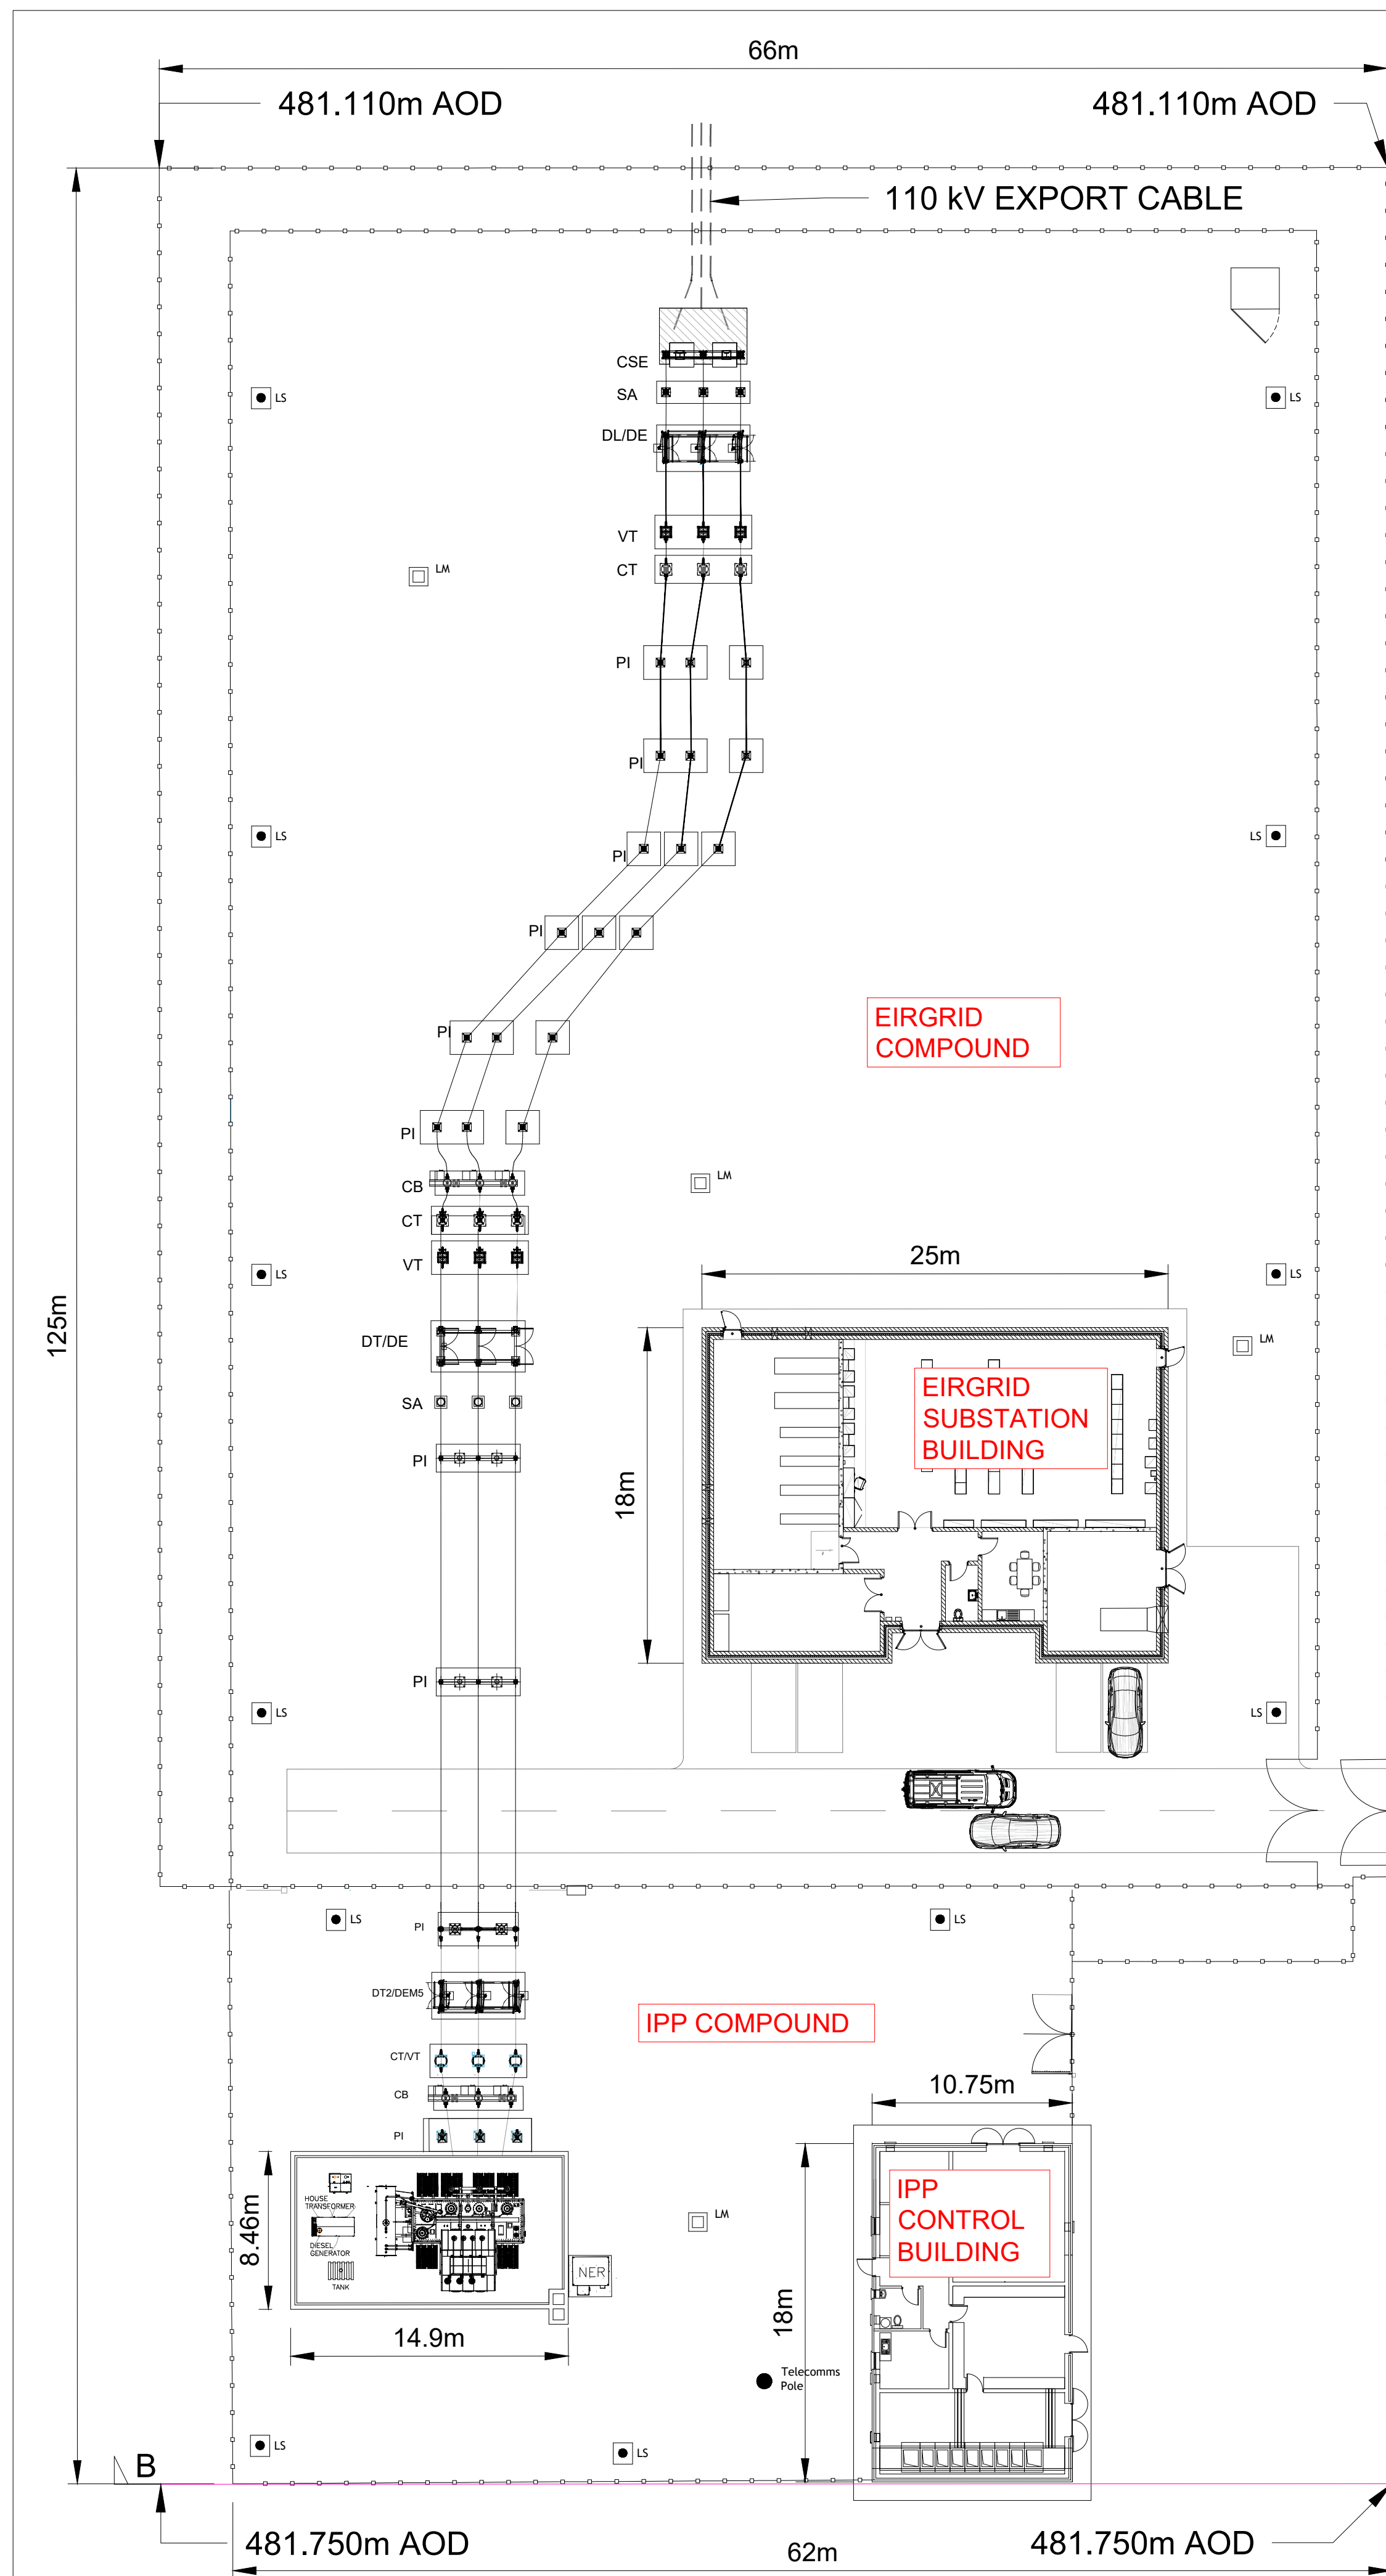 66m
481.110m AOD
481.110m AOD
110 kV EXPORT CABLE
CSE
SA
LS
LS
DL/DE
VT
CT
LM
PI
PI
LS
LS
PI
PI
EIRGRID
COMPOUND
PI
PI
LM
CB
CT
25m
VT
LS
LS
125m
DT/DE
LM
SA
EIRGRID
SUBSTATION
BUILDING
PI
18m
PI
LS
LS
LS
LS
PI
DT2/DEM5
IPP COMPOUND
CT/VT
10.75m
CB
PI
8.46m
HOUSE
TRANSFORMER
DIESEL
GENERATOR
TANK
NER
LM
IPP
CONTROL
BUILDING
18m
14.9m
Telecomms
Pole
LS
LS
B
481.750m AOD
481.750m AOD
62m